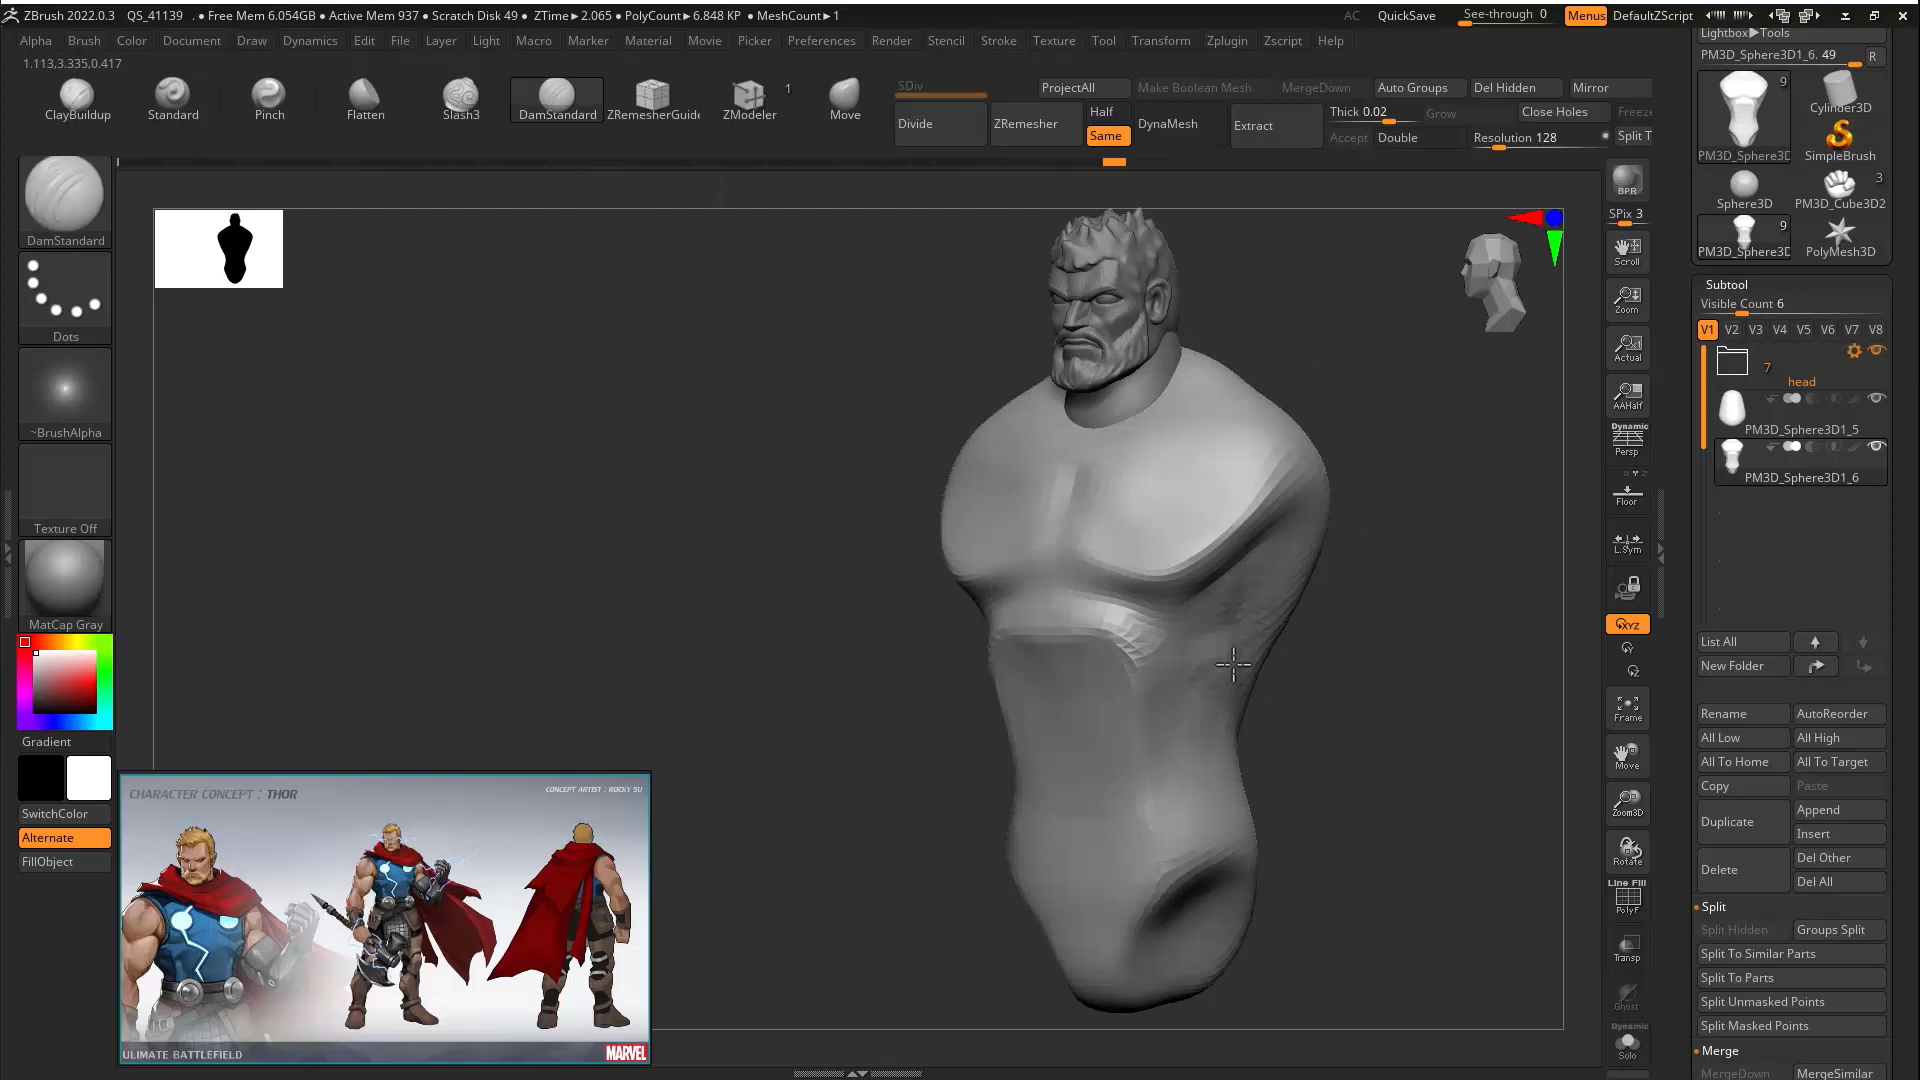 ZBrush 2022.0.3 QS_41139 . • Free Mem 6.054GB • Active Mem 937 • Scratch Disk 49 • ZTime►2.065 • PolyCount►6.848 KP • MeshCount►1 AC QuickSave See-through 0 Menus DefaultZScript
Alpha Brush Color Document Draw Dynamics Edit File Layer Light Macro Marker Material Movie Picker Preferences Render Stencil Stroke Texture Tool Transform Zplugin Zscript Help
1.113,3.335,0.417
ClayBuildup Standard Pinch Flatten Slash3 DamStandard ZRemesherGuide ZModeler 1 Move
SDiv
Divide
ZRemesher
ProjectAll
Half
Same
Make Boolean Mesh
DynaMesh
MergeDown
Extract
Auto Groups
Thick 0.02
Grow
Accept
Double
Del Hidden
Close Holes
Resolution 128
Mirror
Freeze
Split T
DamStandard
Dots
~BrushAlpha
Texture Off
MatCap Gray
Gradient
SwitchColor
Alternate
FillObject
CHARACTER CONCEPT : THOR
CONCEPT ARTIST : ROCKY SU
ULIMATE BATTLEFIELD
MARVEL
BPR
SPix 3
Scroll
Zoom
Actual
AAHalf
Dynamic
Persp
Floor
L.Sym
XYZ
Frame
Move
Zoom3D
Rotate
Line Fill
PolyF
Transp
Ghost
Dynamic
Solo
Lightbox►Tools
PM3D_Sphere3D1_6. 49 R
9
PM3D_Sphere3D
Cylinder3D
SimpleBrush
Sphere3D
3
PM3D_Cube3D2
9
PM3D_Sphere3D
PolyMesh3D
Subtool
Visible Count 6
V1 V2 V3 V4 V5 V6 V7 V8
7
head
PM3D_Sphere3D1_5
PM3D_Sphere3D1_6
List All
New Folder
Rename AutoReorder
All Low All High
All To Home All To Target
Copy Paste
Duplicate
Append
Insert
Delete
Del Other
Del All
Split
Split Hidden Groups Split
Split To Similar Parts
Split To Parts
Split Unmasked Points
Split Masked Points
Merge
MergeDown MergeSimilar